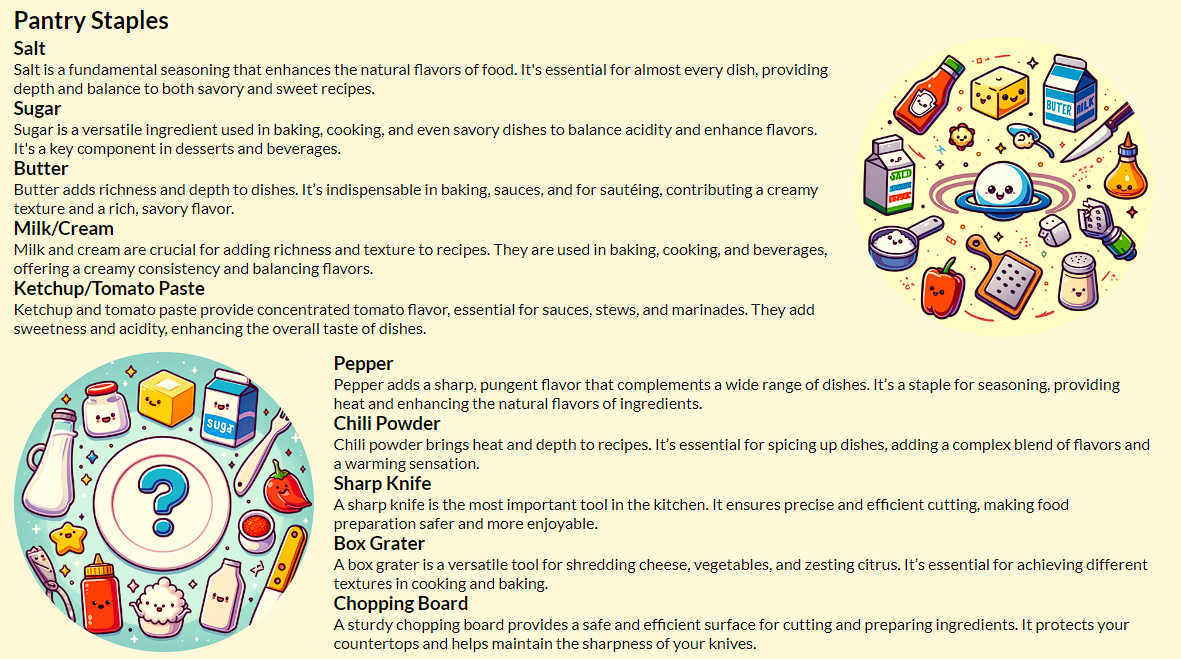 Pantry Staples
Salt
Salt is a fundamental seasoning that enhances the natural flavors of food. It's essential for almost every dish, providing
depth and balance to both savory and sweet recipes.
Sugar
Sugar is a versatile ingredient used in baking, cooking, and even savory dishes to balance acidity and enhance flavors.
It's a key component in desserts and beverages.
Butter
Butter adds richness and depth to dishes. It’s indispensable in baking, sauces, and for sautéing, contributing a creamy
texture and a rich, savory flavor.
Milk/Cream
Milk and cream are crucial for adding richness and texture to recipes. They are used in baking, cooking, and beverages,
offering a creamy consistency and balancing flavors.
Ketchup/Tomato Paste
Ketchup and tomato paste provide concentrated tomato flavor, essential for sauces, stews, and marinades. They add
sweetness and acidity, enhancing the overall taste of dishes.
BUTER MILK
?
Pepper
Pepper adds a sharp, pungent flavor that complements a wide range of dishes. It’s a staple for seasoning, providing
heat and enhancing the natural flavors of ingredients.
Chili Powder
Chili powder brings heat and depth to recipes. It’s essential for spicing up dishes, adding a complex blend of flavors and
a warming sensation.
Sharp Knife
A sharp knife is the most important tool in the kitchen. It ensures precise and efficient cutting, making food
preparation safer and more enjoyable.
Box Grater
A box grater is a versatile tool for shredding cheese, vegetables, and zesting citrus. It’s essential for achieving different
textures in cooking and baking.
Chopping Board
A sturdy chopping board provides a safe and efficient surface for cutting and preparing ingredients. It protects your
countertops and helps maintain the sharpness of your knives.